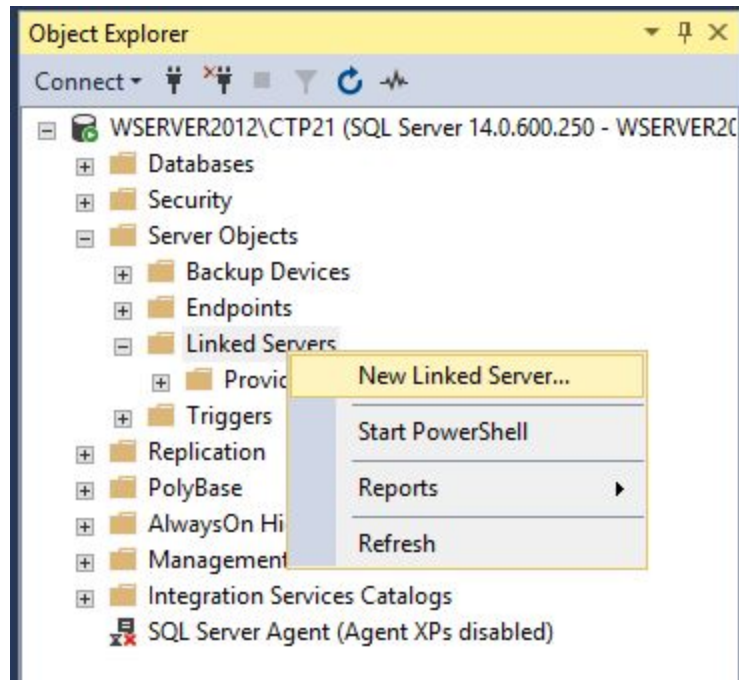 Object Explorer
Connect
WSERVER2012\CTP21 (SQL Server 14.0.600.250 - WSERVER20
Databases
Security
Server Objects
Backup Devices
Endpoints
Linked Servers
New Linked Server...
Provid
Triggers
Start PowerShell
Replication
PolyBase
Reports
AlwaysOn Hi
Refresh
Management
Integration Services Catalogs
SQL Server Agent (Agent XPs disabled)